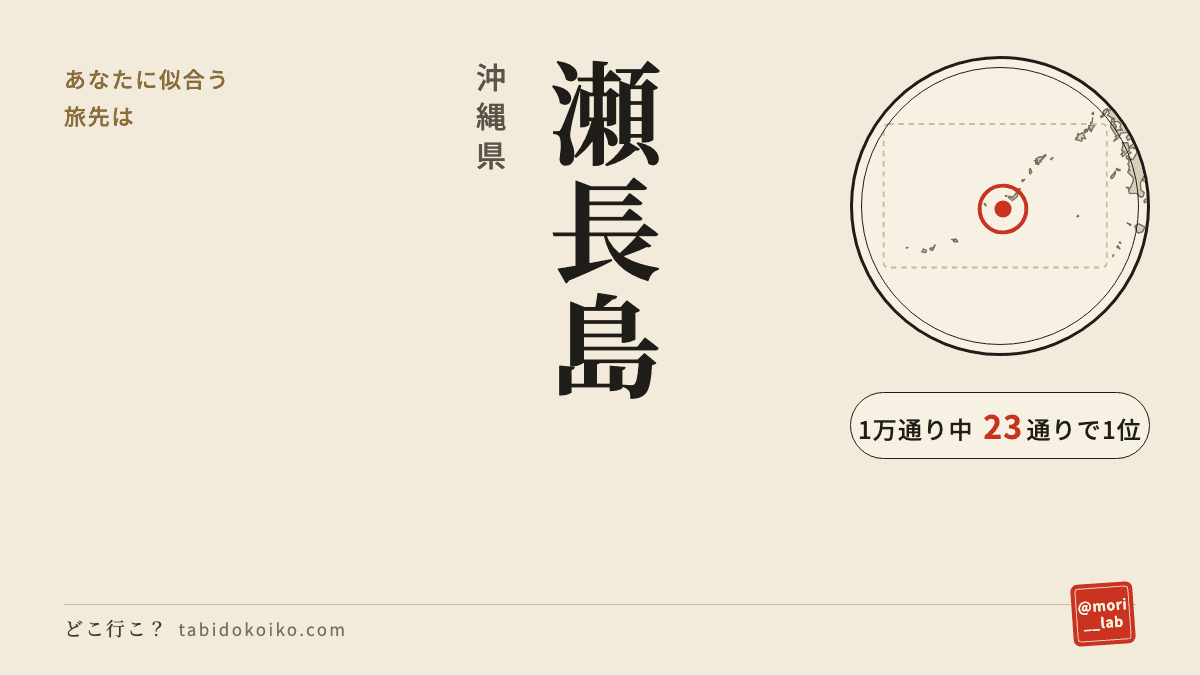 あなたに似合う
旅先は
沖縄県
瀬長島
1万通り中 23通りで1位
どこ行こ? tabidokoiko.com
@mori
__lab